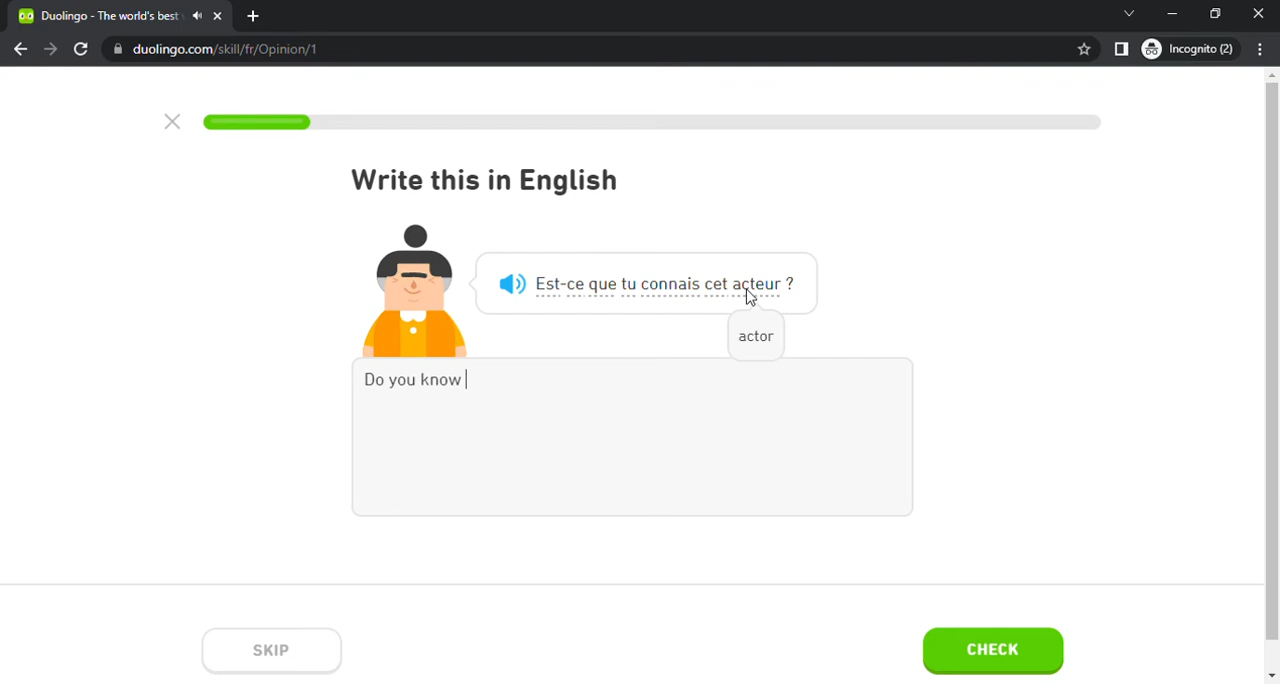 Duolingo - The world's best
duolingo.com/skill/fr/Opinion/1
Incognito (2)
Write this in English
Est-ce que tu connais cet acteur ?
actor
Do you know
SKIP
CHECK